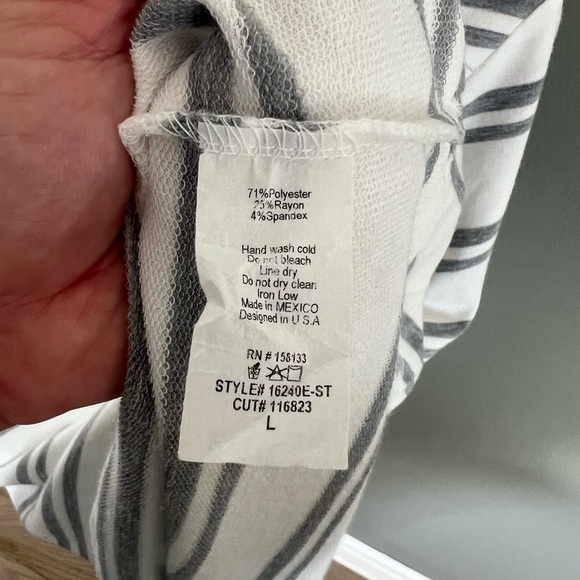 71%Polyester
25%Rayon
4%Spandex
Hand wash cold
Do not bleach
Line dry
Do not dry clean
Iron Low
Made in MEXICO
Designed in U.S.A
RN # 158133
STYLE# 16240E-ST
CUT# 116823
L